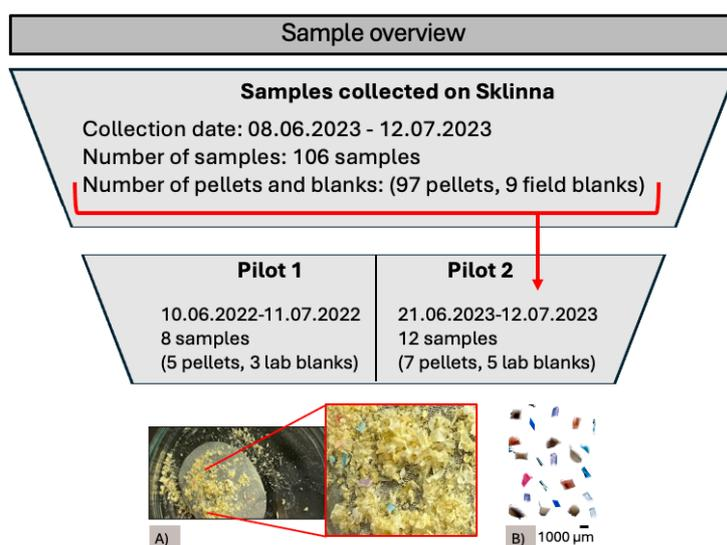 Sample overview
Samples collected on Sklinna
Collection date: 08.06.2023 - 12.07.2023
Number of samples: 106 samples
Number of pellets and blanks: (97 pellets, 9 field blanks)
Pilot 1
10.06.2022-11.07.2022
8 samples
(5 pellets, 3 lab blanks)
Pilot 2
21.06.2023-12.07.2023
12 samples
(7 pellets, 5 lab blanks)
A)
B)
1000 µm